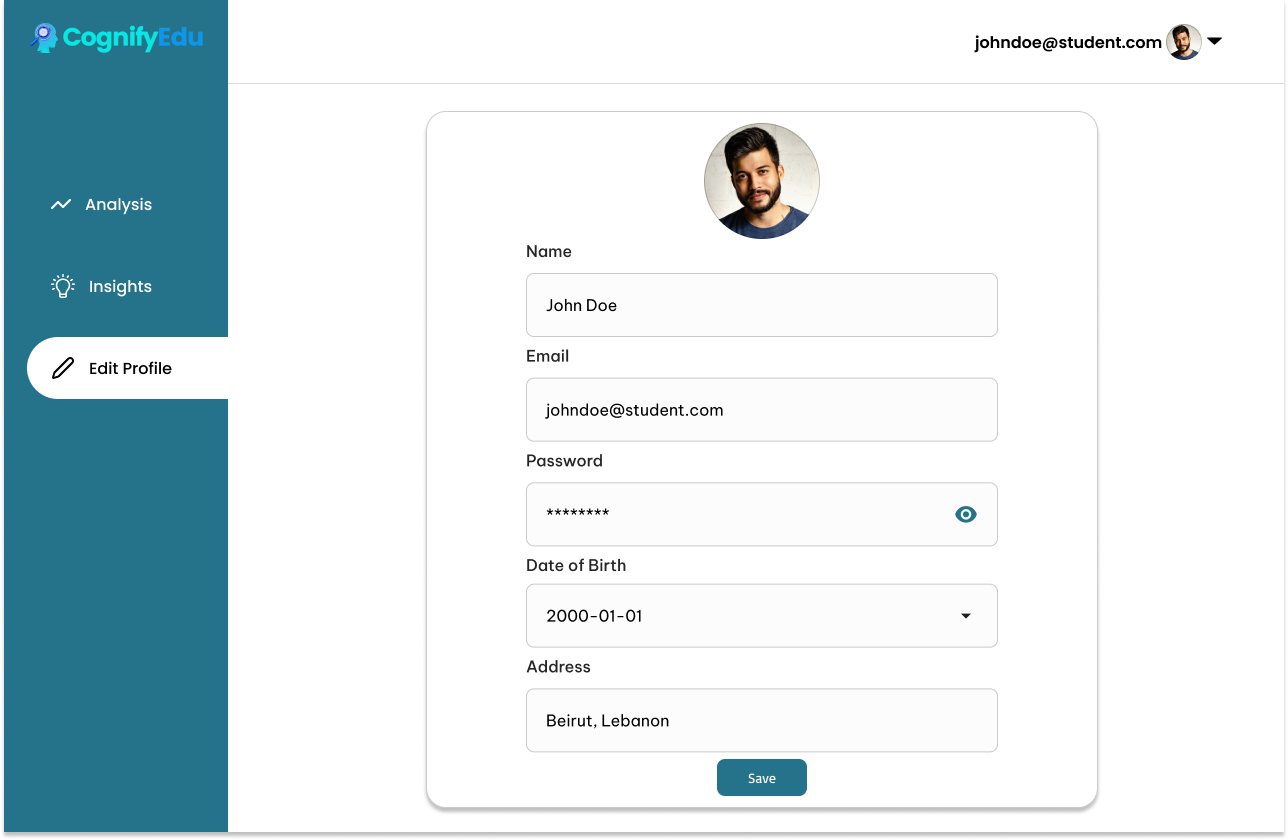 CognifyEdu
johndoe@student.com
Analysis
Insights
Edit Profile
Name
John Doe
Email
johndoe@student.com
Password
********
Date of Birth
2000-01-01
Address
Beirut, Lebanon
Save